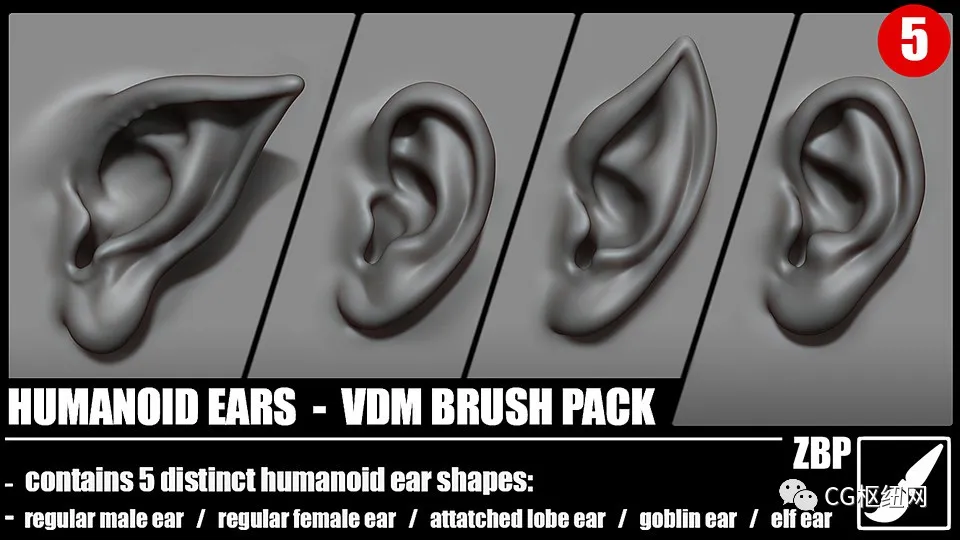 5
HUMANOID EARS - VDM BRUSH PACK
ZBP
- contains 5 distinct humanoid ear shapes:
- regular male ear / regular female ear / attatched lobe ear / goblin ear / elf ear
CG枢纽网